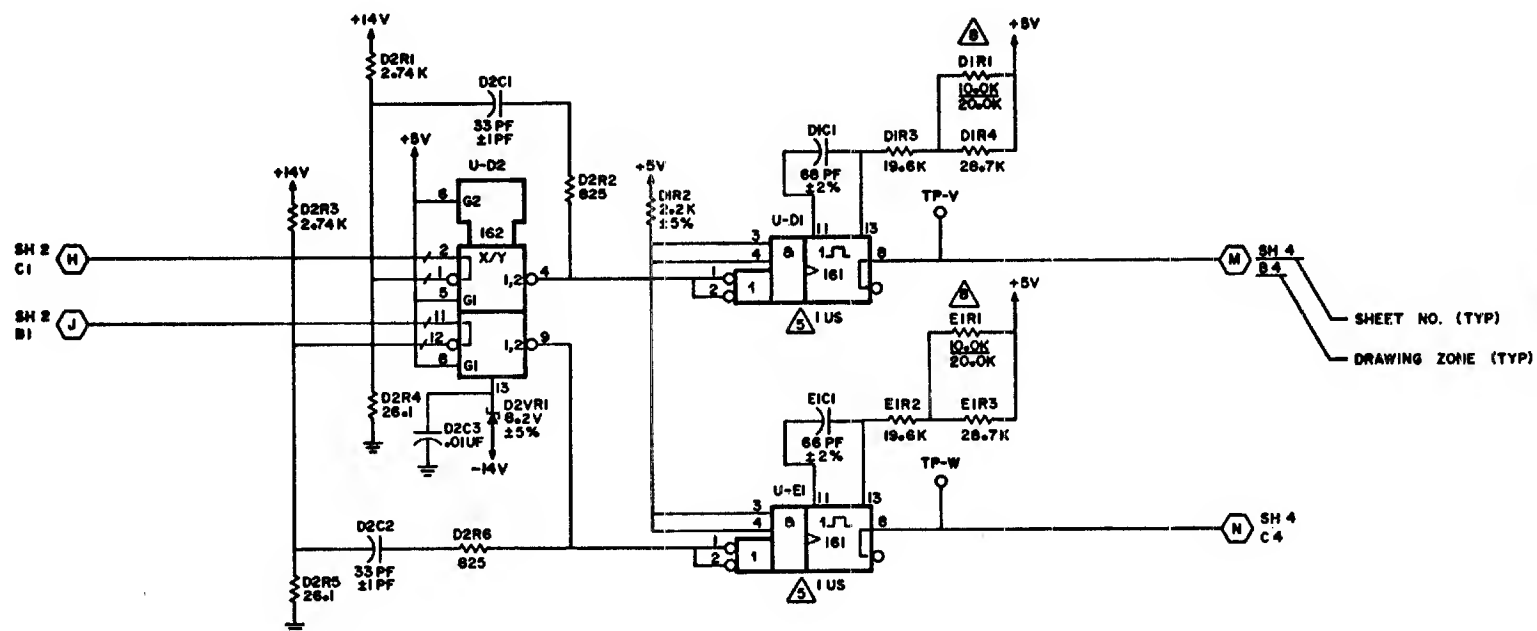 +14V
D2R1
2.74K
D2C1
33 PF
±1PF
+5V
U-D2
+14V
D2R3
2.74K
6
G2
162
X/Y
SH 2
C1
H
2
1
5
G1
1,2
4
SH 2
B1
J
11
12
8
G1
1,2
9
13
D2R2
825
D2R4
26.1
D2C3
.01UF
D2VR1
8.2V
±5%
-14V
D2C2
33 PF
±1PF
D2R6
825
D2R5
26.1
+5V
D1R2
2.2K
±5%
D1C1
68 PF
±2%
D1R3
19.6K
8
D1R1
10.0K
20.0K
+5V
D1R4
28.7K
U-D1
11
13
3
4
&
1
161
8
1
2
1
5
1 US
TP-V
M
SH 4
B4
SHEET NO. (TYP)
DRAWING ZONE (TYP)
8
E1R1
10.0K
20.0K
+5V
E1C1
66 PF
±2%
E1R2
19.6K
E1R3
28.7K
U-E1
11
13
3
4
&
1
161
8
1
2
1
5
1 US
TP-W
N
SH 4
C4